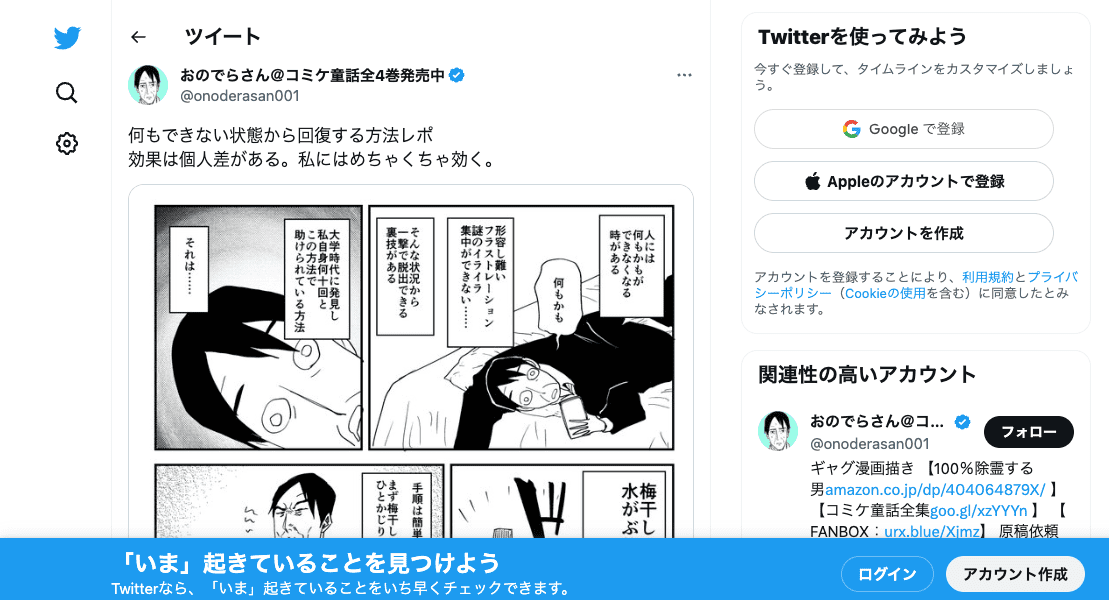 ツイート
おのでらさん@コミケ童話全4巻発売中
@onoderasan001
何もできない状態から回復する方法レポ
効果は個人差がある。私にはめちゃくちゃ効く。
人には
何もかもが
できなくなる
時がある
何もかも
形容し難い
フラストレーション
謎のイライラ
集中ができない……
そんな状況から
一撃で脱出できる
裏技がある
大学時代に発見し
私自身何十回と
この方法で
助けられている方法
それは……
梅干し
水がぶ
手順は簡単
まず梅干し
ひとかじり
Twitterを使ってみよう
今すぐ登録して、タイムラインをカスタマイズしましょ
う。
Google で登録
Appleのアカウントで登録
アカウントを作成
アカウントを登録することにより、利用規約とプライバ
シーポリシー（Cookieの使用を含む）に同意したとみ
なされます。
関連性の高いアカウント
おのでらさん@コ...
@onoderasan001
フォロー
ギャグ漫画描き 【100%除霊する
男amazon.co.jp/dp/404064879X/ 】
【コミケ童話全集goo.gl/xzYYYn 】 【
FANBOX：urx.blue/Xjmz】 原稿依頼
「いま」起きていることを見つけよう
Twitterなら、「いま」起きていることをいち早くチェックできます。
ログイン
アカウント作成